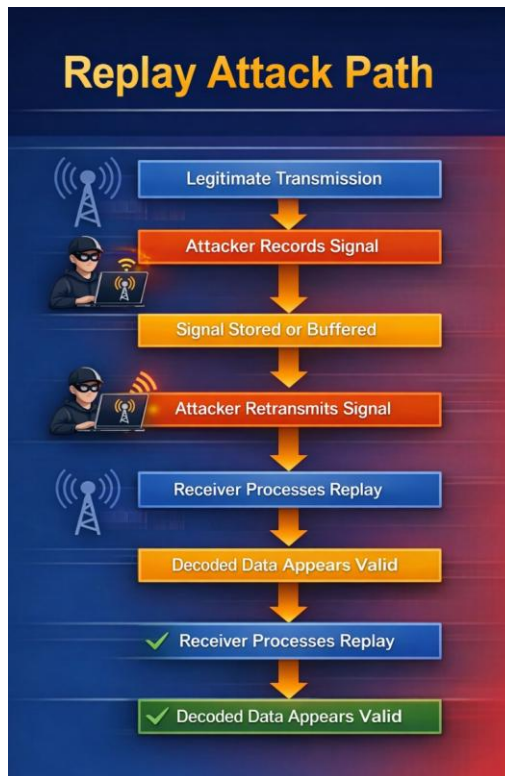 Replay Attack Path
Legitimate Transmission
Attacker Records Signal
Signal Stored or Buffered
Attacker Retransmits Signal
Receiver Processes Replay
Decoded Data Appears Valid
Receiver Processes Replay
Decoded Data Appears Valid